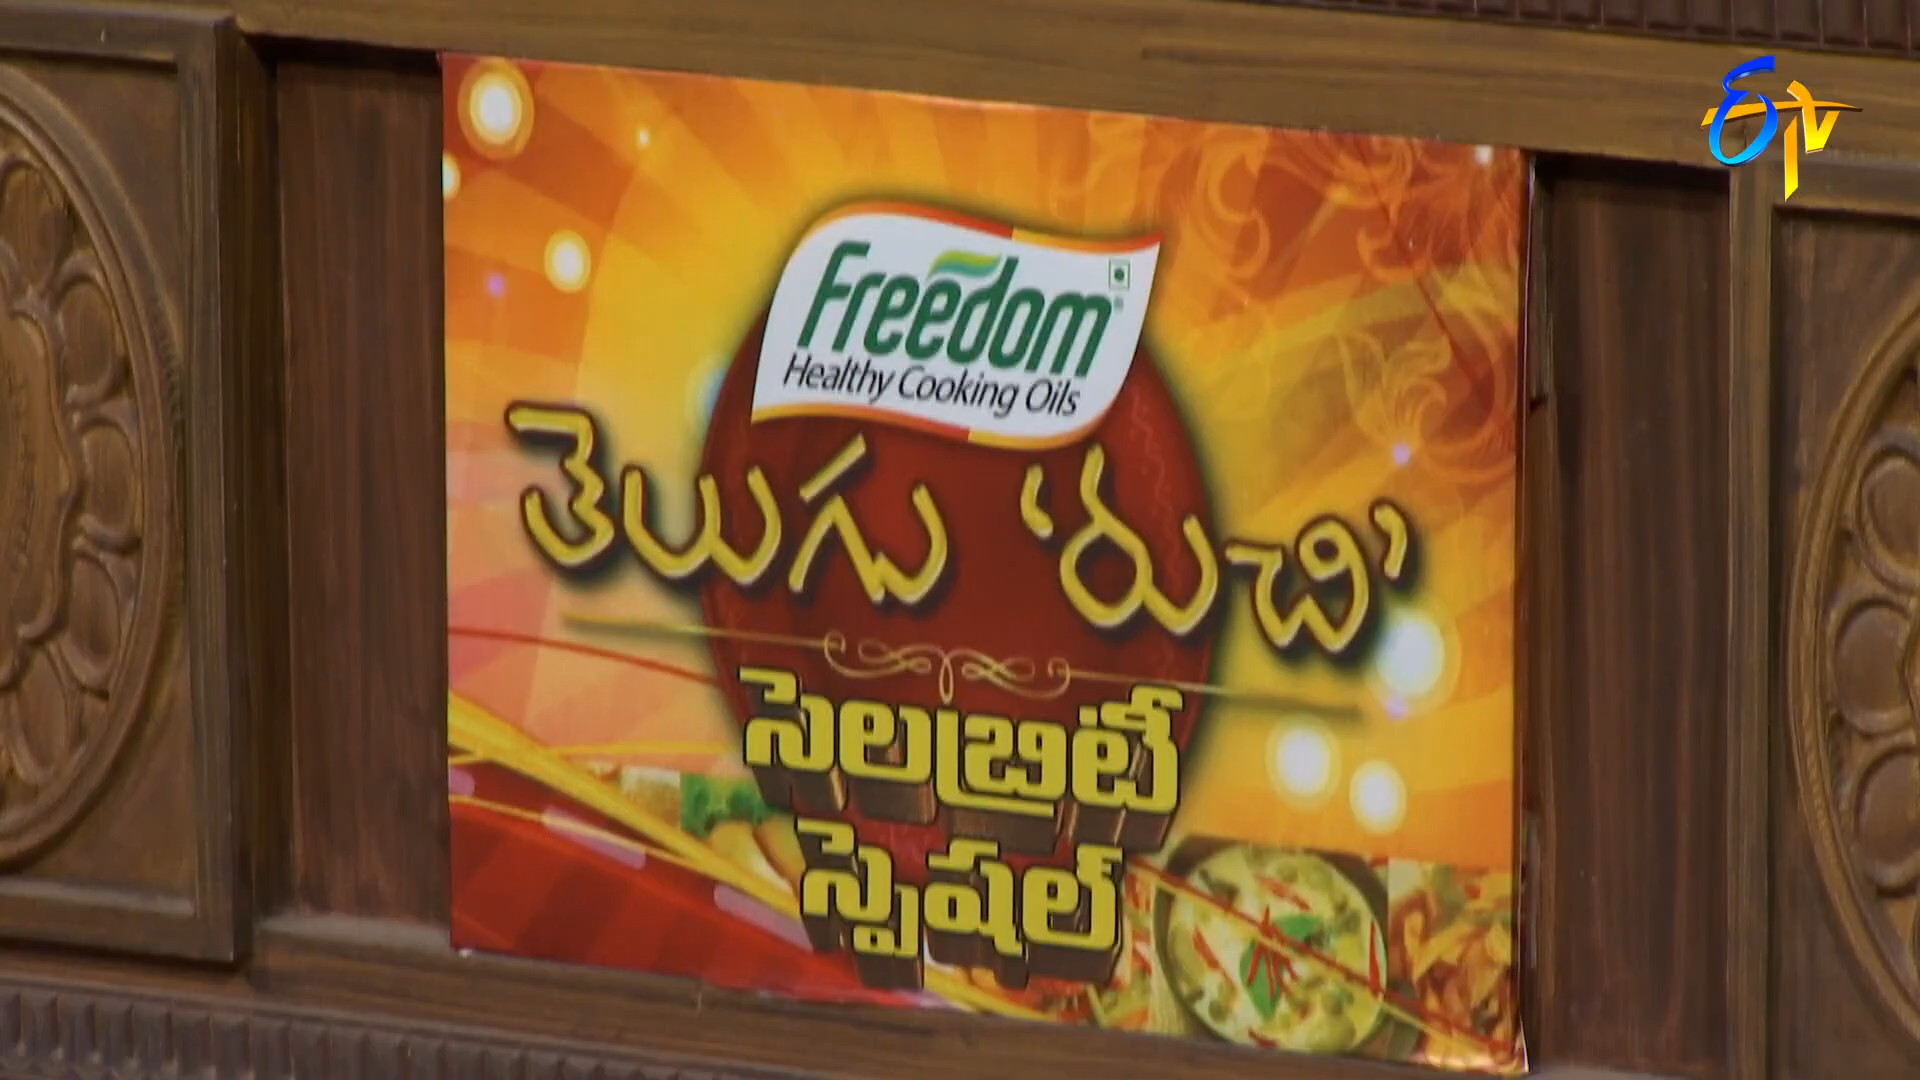 Freedom
Healthy Cooking Oils
తెలుగు 'రుచి'
సెలబ్రిటీ
స్పెషల్
ETV